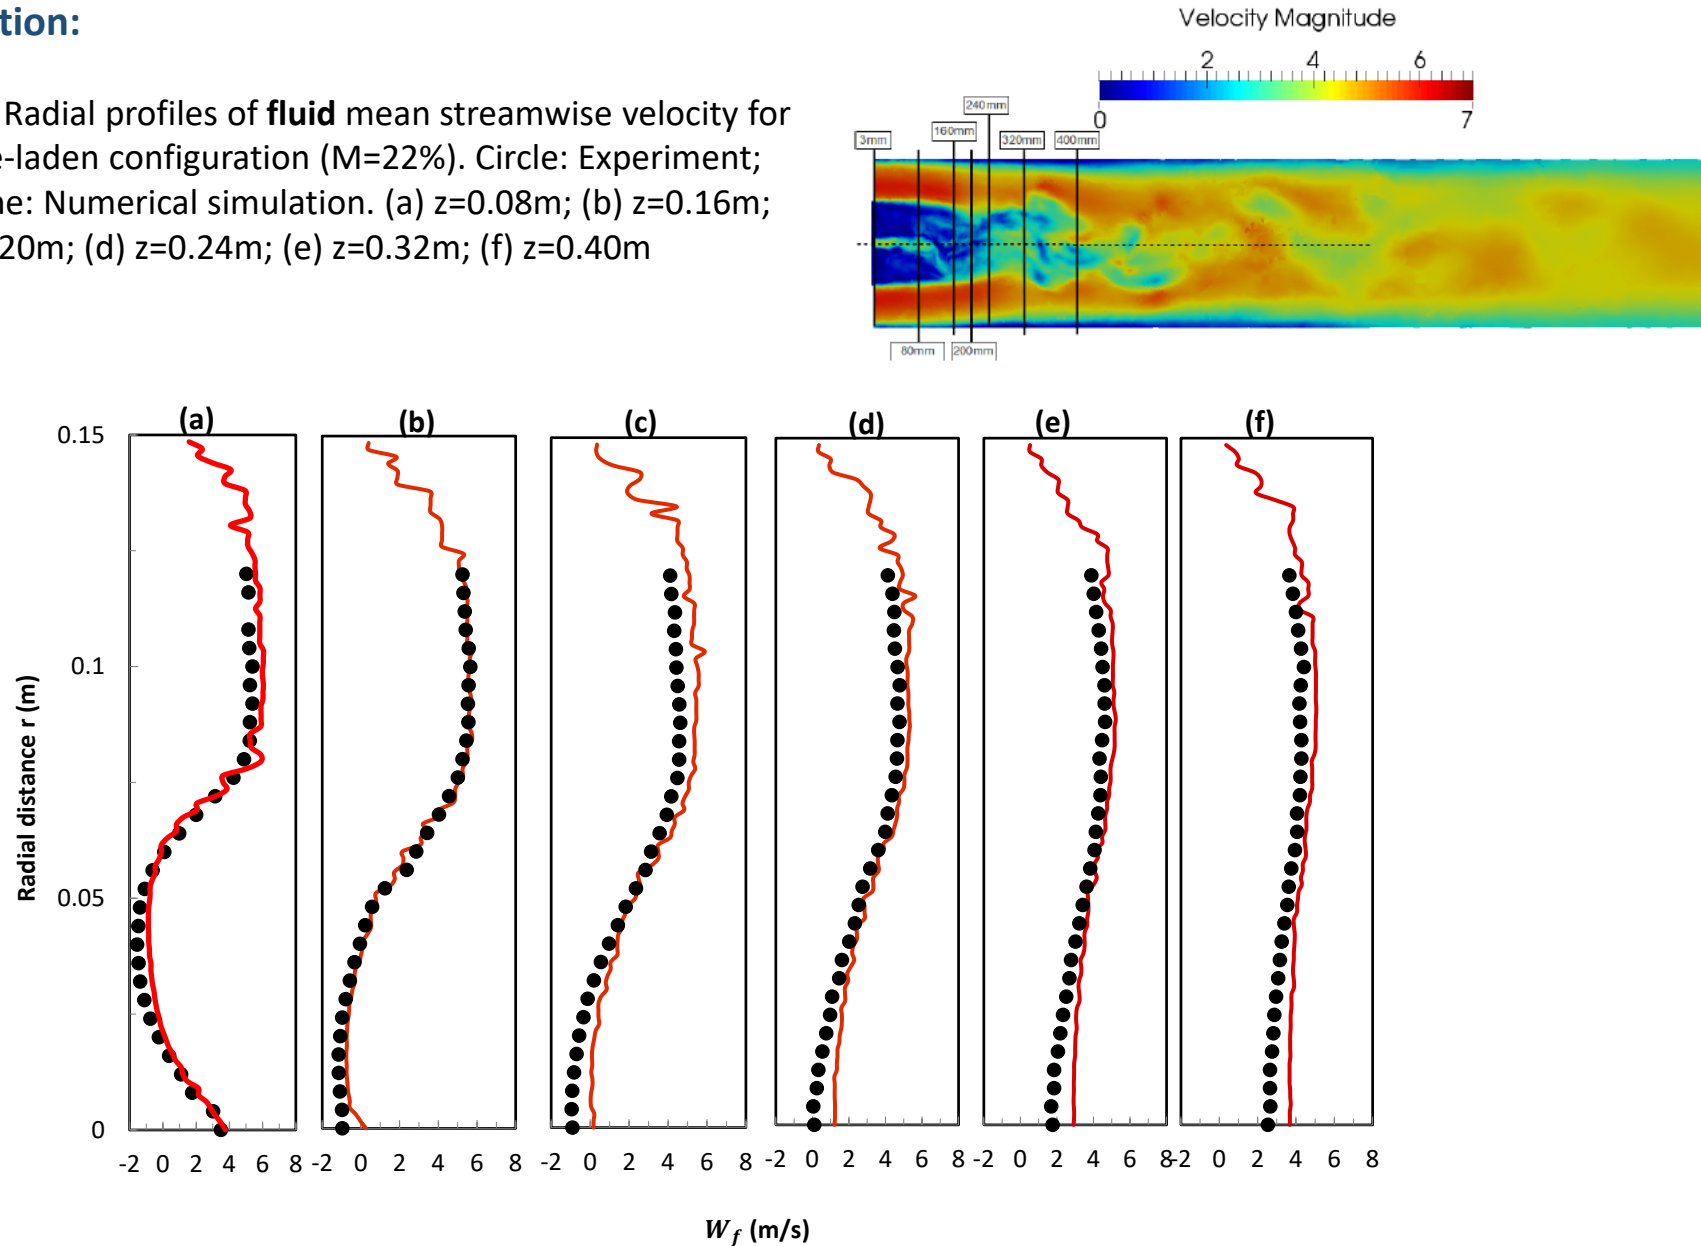 tion:
Radial profiles of fluid mean streamwise velocity for
e-laden configuration (M=22%). Circle: Experiment;
ne: Numerical simulation. (a) z=0.08m; (b) z=0.16m;
20m; (d) z=0.24m; (e) z=0.32m; (f) z=0.40m
Velocity Magnitude
2 4 6
0 7
240mm
3mm 160mm 320mm 400mm
80mm 200mm
(a) (b) (c) (d) (e) (f)
0.15
0.1
0.05
0
Radial distance r (m)
-2 0 2 4 6 8 -2 0 2 4 6 8 -2 0 2 4 6 8 -2 0 2 4 6 8 -2 0 2 4 6 8 -2 0 2 4 6 8
W_f (m/s)